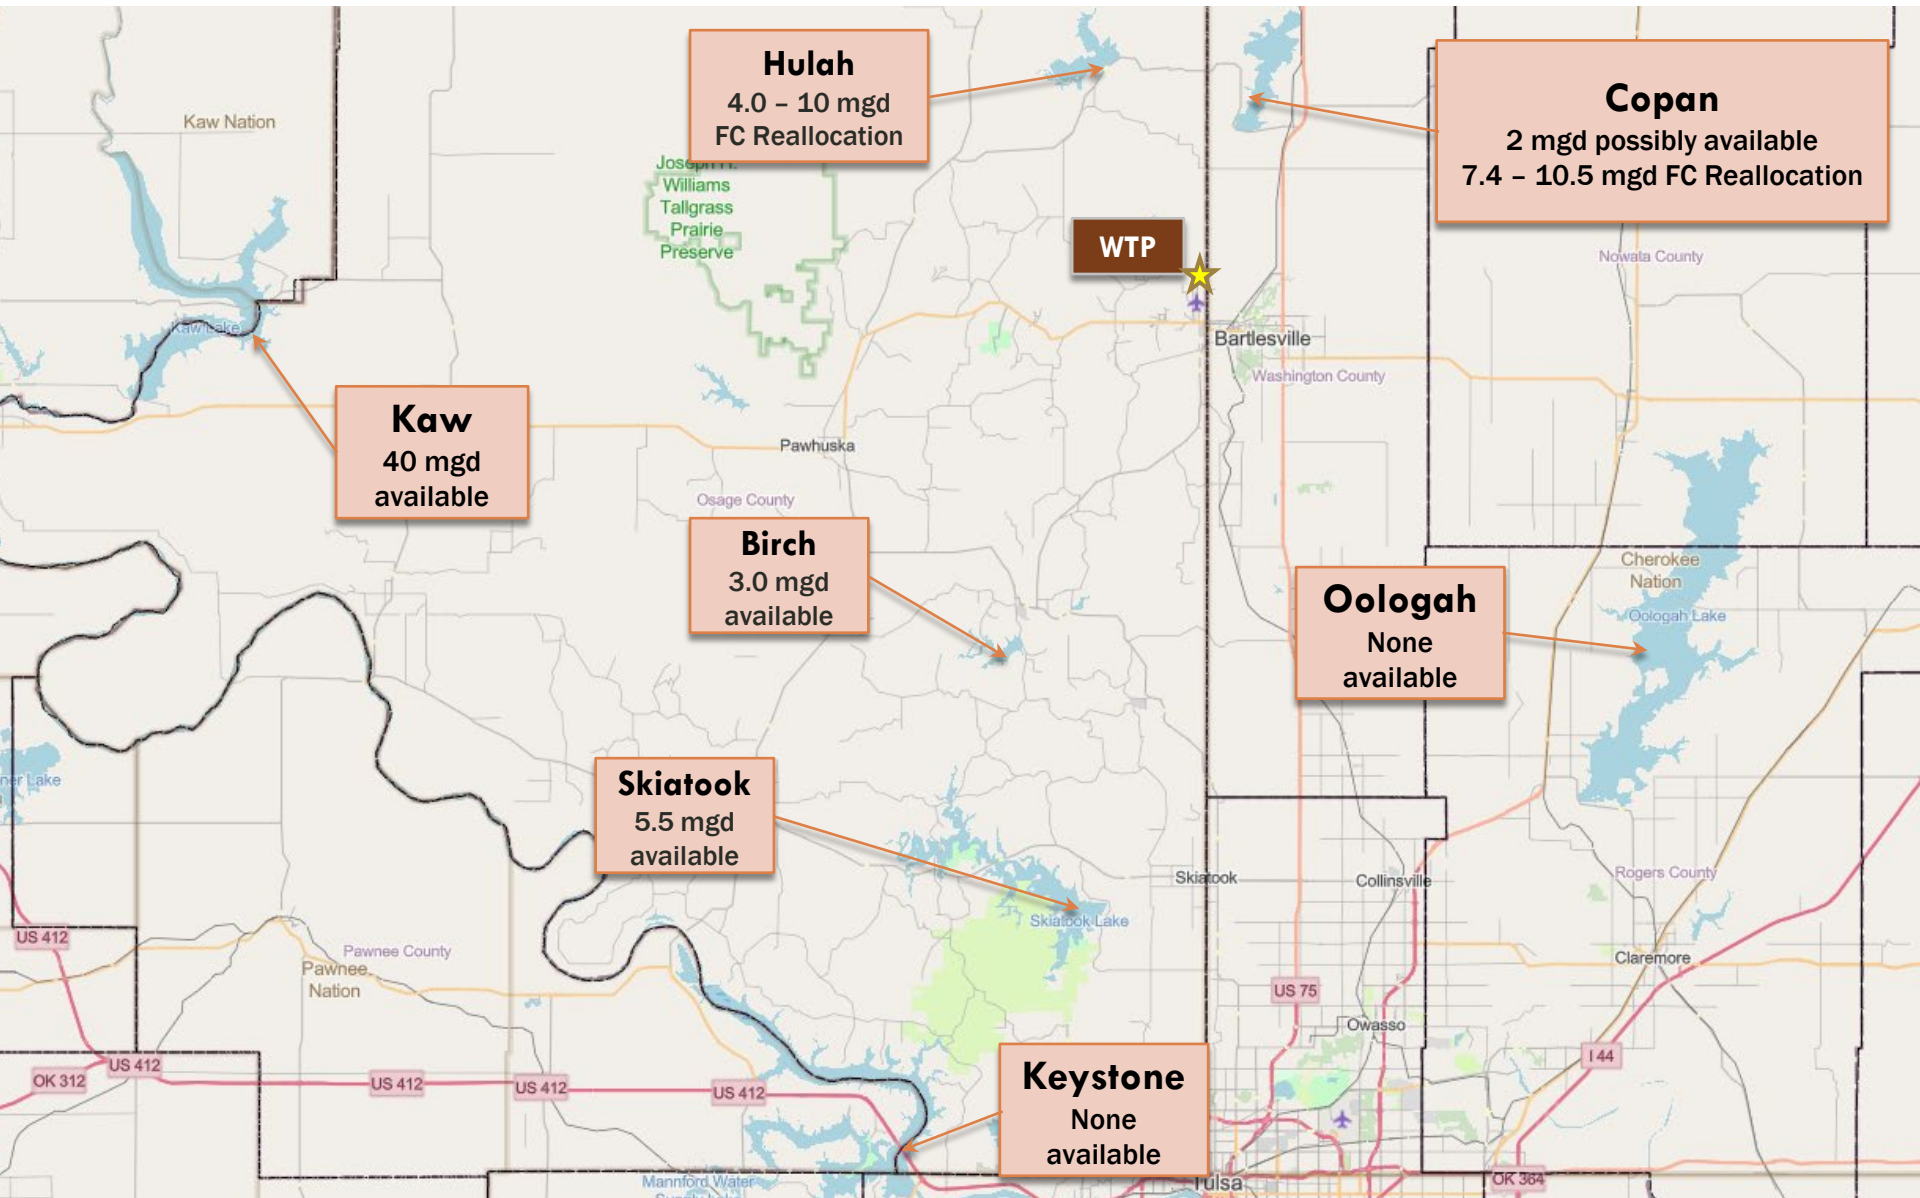 Hulah
4.0 – 10 mgd
FC Reallocation
Copan
2 mgd possibly available
7.4 – 10.5 mgd FC Reallocation
Kaw Nation
Williams
Tallgrass
Prairie
Preserve
WTP
Nowata County
Kaw Lake
Bartlesville
Washington County
Kaw
40 mgd
available
Pawhuska
Osage County
Birch
3.0 mgd
available
Cherokee
Nation
Oologah Lake
Oologah
None
available
Skiatook
5.5 mgd
available
Lake
Skiatook
Collinsville
Rogers County
Skiatook Lake
US 412
Pawnee County
Pawnee
Nation
Claremore
US 75
Owasso
I 44
US 412
OK 312
US 412
US 412
US 412
Keystone
None
available
Mannford Water
Tulsa
OK 364